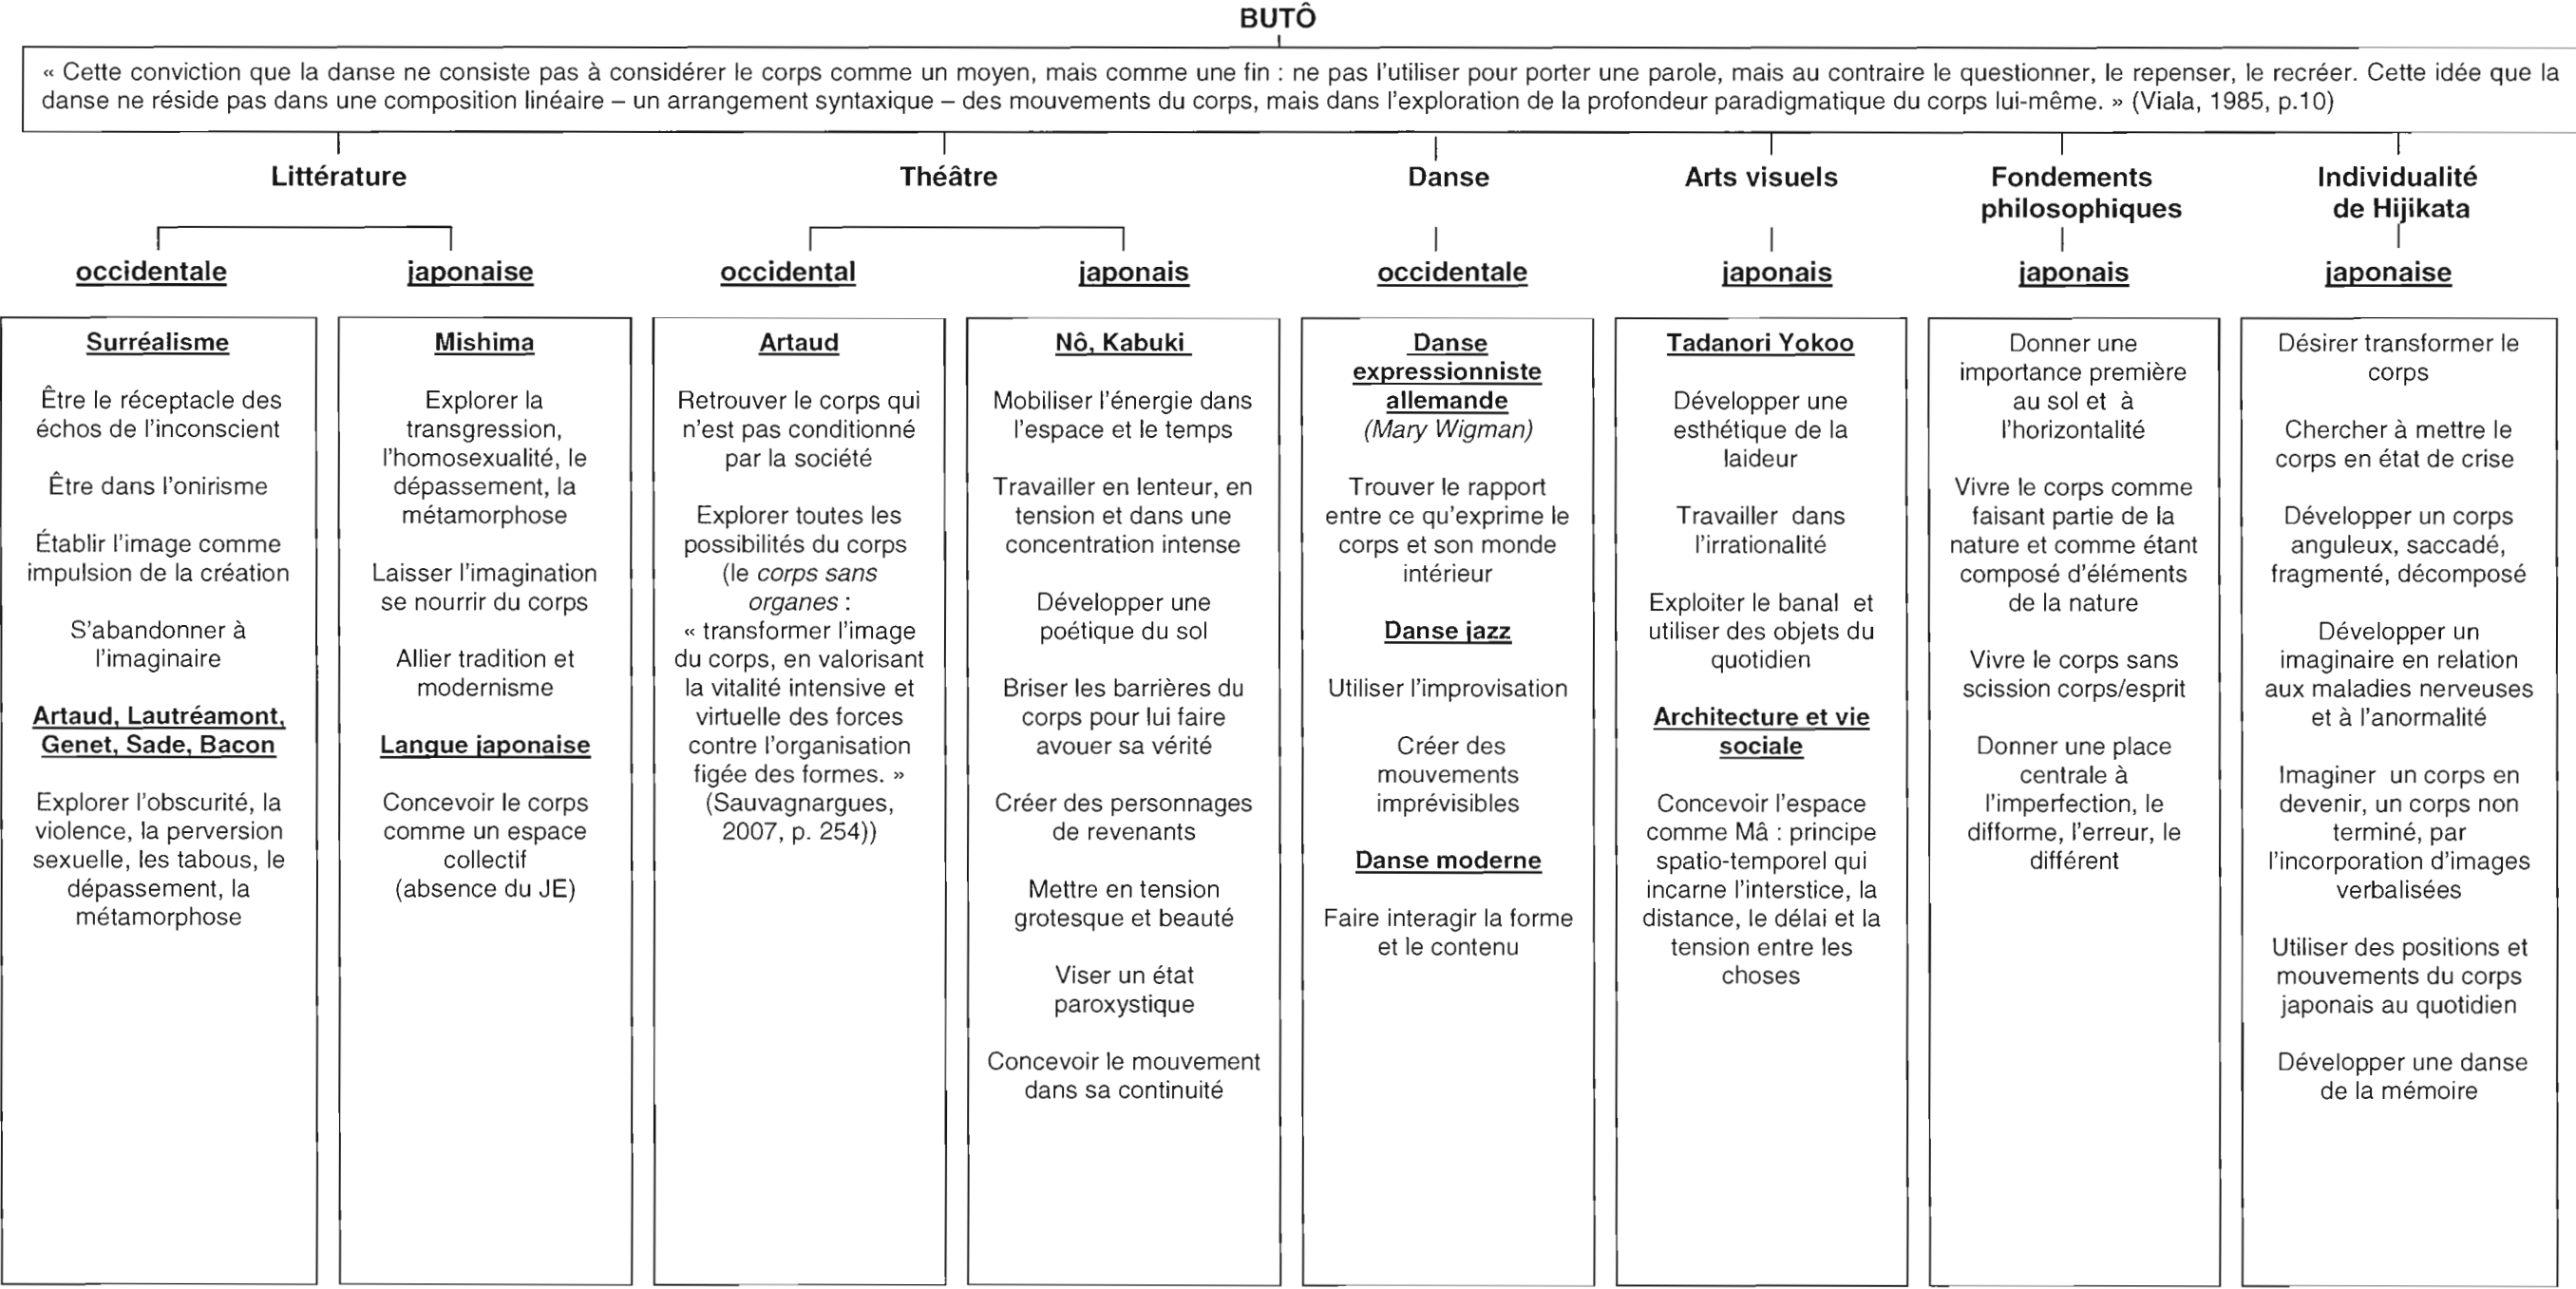 BUTÔ
« Cette conviction que la danse ne consiste pas à considérer le corps comme un moyen, mais comme une fin : ne pas l'utiliser pour porter une parole, mais au contraire le questionner, le repenser, le recréer. Cette idée que la
danse ne réside pas dans une composition linéaire – un arrangement syntaxique – des mouvements du corps, mais dans l'exploration de la profondeur paradigmatique du corps lui-même. » (Viala, 1985, p.10)
Littérature
occidentale
Surréalisme
Être le réceptacle des
échos de l'inconscient
Être dans l'onirisme
Établir l'image comme
impulsion de la création
S'abandonner à
l'imaginaire
Artaud, Lautréamont,
Genet, Sade, Bacon
Explorer l'obscurité, la
violence, la perversion
sexuelle, les tabous, le
dépassement, la
métamorphose
japonaise
Mishima
Explorer la
transgression,
l'homosexualité, le
dépassement, la
métamorphose
Laisser l'imagination
se nourrir du corps
Allier tradition et
modernisme
Langue japonaise
Concevoir le corps
comme un espace
collectif
(absence du JE)
Théâtre
occidental
Artaud
Retrouver le corps qui
n'est pas conditionné
par la société
Explorer toutes les
possibilités du corps
(le corps sans
organes :
« transformer l'image
du corps, en valorisant
la vitalité intensive et
virtuelle des forces
contre l'organisation
figée des formes. »
(Sauvagnargues,
2007, p. 254))
japonais
Nô, Kabuki
Mobiliser l'énergie dans
l'espace et le temps
Travailler en lenteur, en
tension et dans une
concentration intense
Développer une
poétique du sol
Briser les barrières du
corps pour lui faire
avouer sa vérité
Créer des personnages
de revenants
Mettre en tension
grotesque et beauté
Viser un état
paroxystique
Concevoir le mouvement
dans sa continuité
Danse
occidentale
Danse
expressionniste
allemande
(Mary Wigman)
Trouver le rapport
entre ce qu'exprime le
corps et son monde
intérieur
Danse jazz
Utiliser l'improvisation
Créer des
mouvements
imprévisibles
Danse moderne
Faire interagir la forme
et le contenu
Arts visuels
japonais
Tadanori Yokoo
Développer une
esthétique de la
laideur
Travailler dans
l'irrationalité
Exploiter le banal et
utiliser des objets du
quotidien
Architecture et vie
sociale
Concevoir l'espace
comme Mâ : principe
spatio-temporel qui
incarne l'interstice, la
distance, le délai et la
tension entre les
choses
Fondements
philosophiques
japonais
Donner une
importance première
au sol et à
l'horizontalité
Vivre le corps comme
faisant partie de la
nature et comme étant
composé d'éléments
de la nature
Vivre le corps sans
scission corps/esprit
Donner une place
centrale à
l'imperfection, le
difforme, l'erreur, le
différent
Individualité
de Hijikata
japonaise
Désirer transformer le
corps
Chercher à mettre le
corps en état de crise
Développer un corps
anguleux, saccadé,
fragmenté, décomposé
Développer un
imaginaire en relation
aux maladies nerveuses
et à l'anormalité
Imaginer un corps en
devenir, un corps non
terminé, par
l'incorporation d'images
verbalisées
Utiliser des positions et
mouvements du corps
japonais au quotidien
Développer une danse
de la mémoire